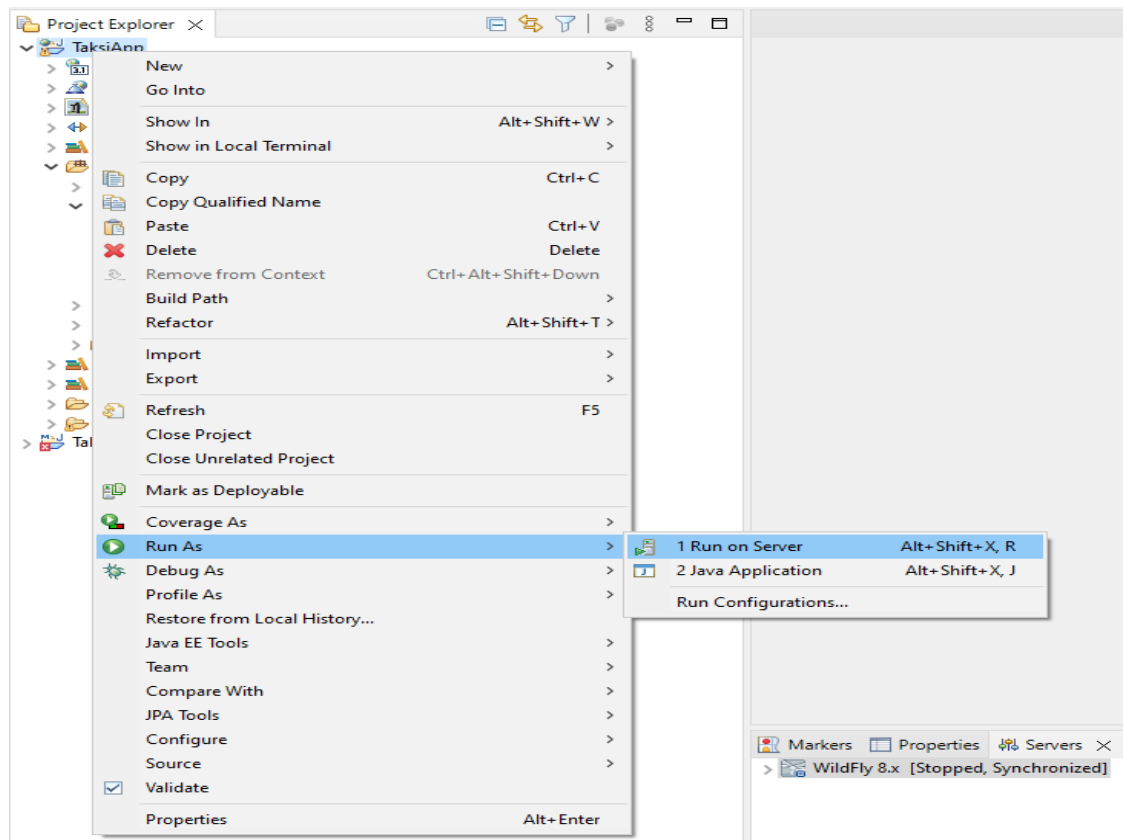 Project Explorer
TaksiApp
3.1
New
Go Into
Show In Alt+Shift+W >
Show in Local Terminal
Copy Ctrl+C
Copy Qualified Name
Paste Ctrl+V
Delete Delete
Remove from Context Ctrl+Alt+Shift+Down
Build Path
Refactor Alt+Shift+T >
Import
Export
Refresh F5
Close Project
Close Unrelated Project
Tal
Mark as Deployable
Coverage As
Run As
1 Run on Server Alt+Shift+X, R
Debug As
2 Java Application Alt+Shift+X, J
Profile As
Run Configurations...
Restore from Local History...
Java EE Tools
Team
Compare With
JPA Tools
Configure
Source
Validate
Properties Alt+Enter
Markers Properties Servers
WildFly 8.x [Stopped, Synchronized]